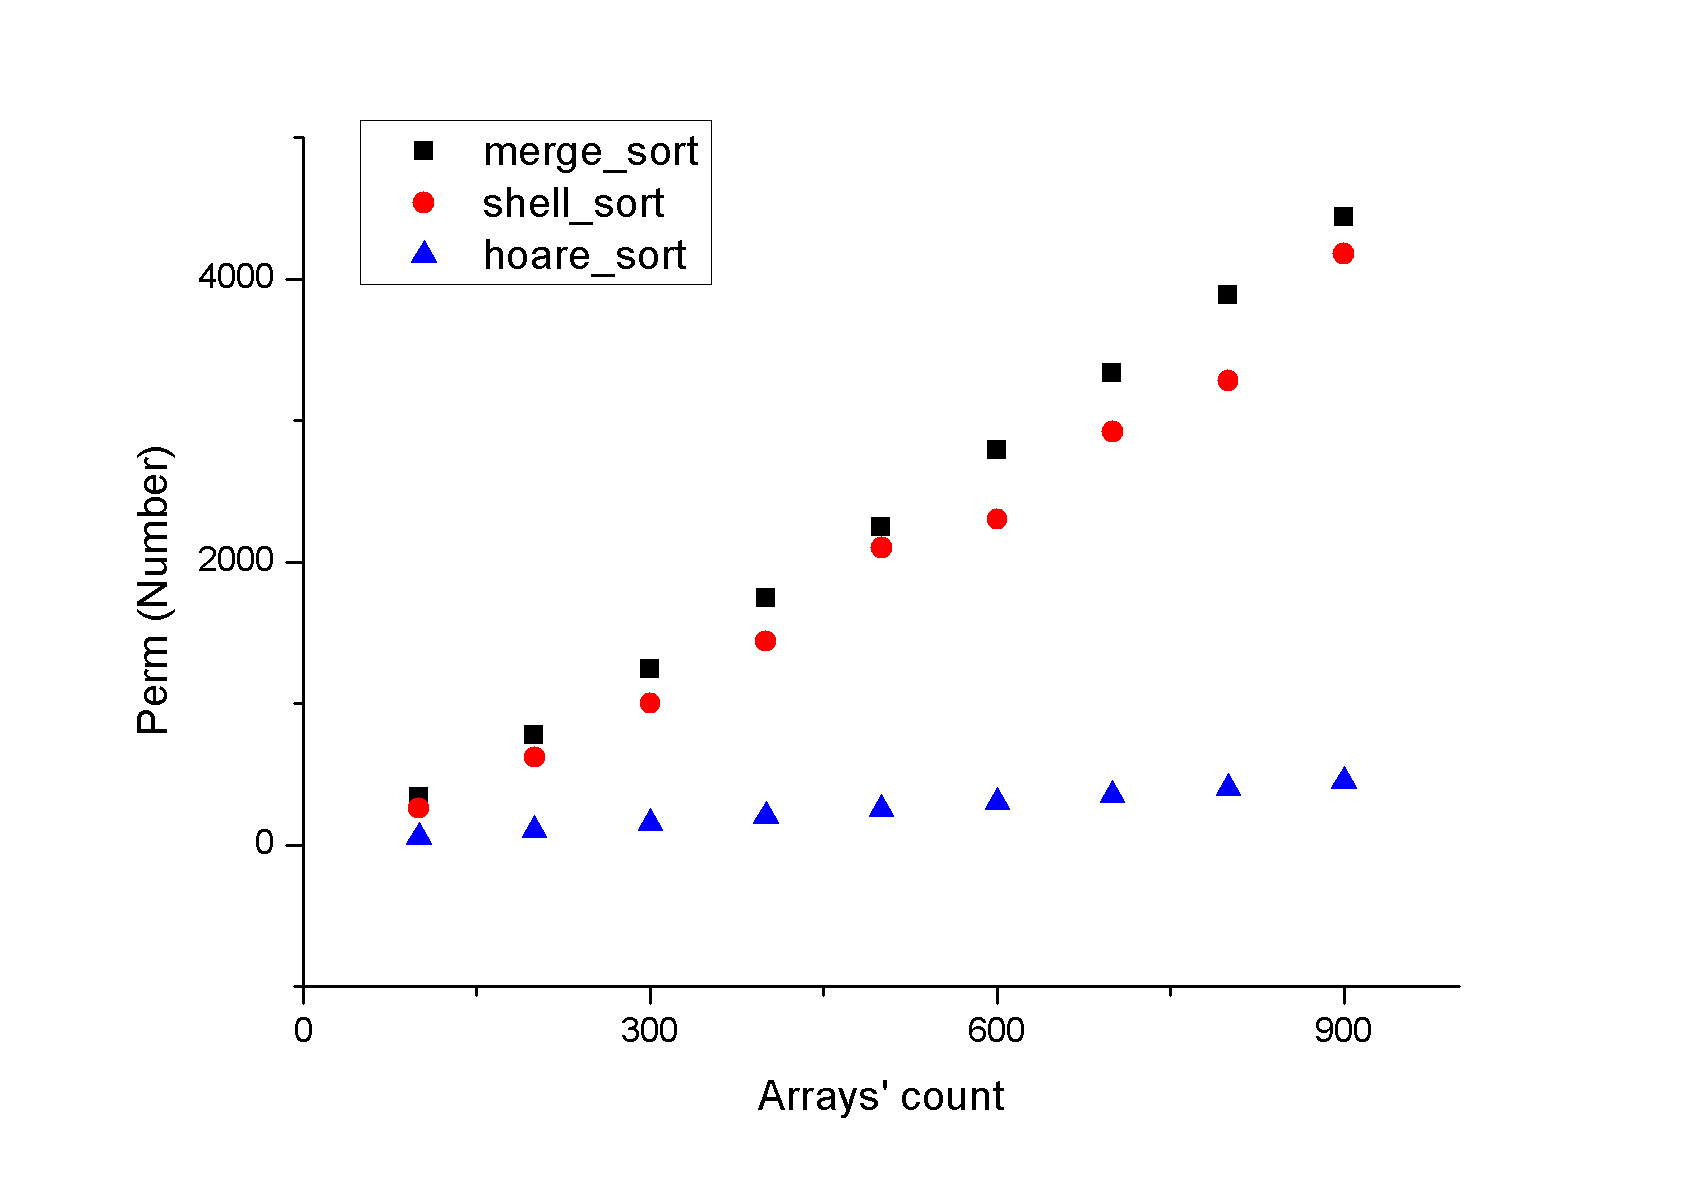 merge_sort
shell_sort
hoare_sort
4000
2000
0
Perm (Number)
0 300 600 900
Arrays' count